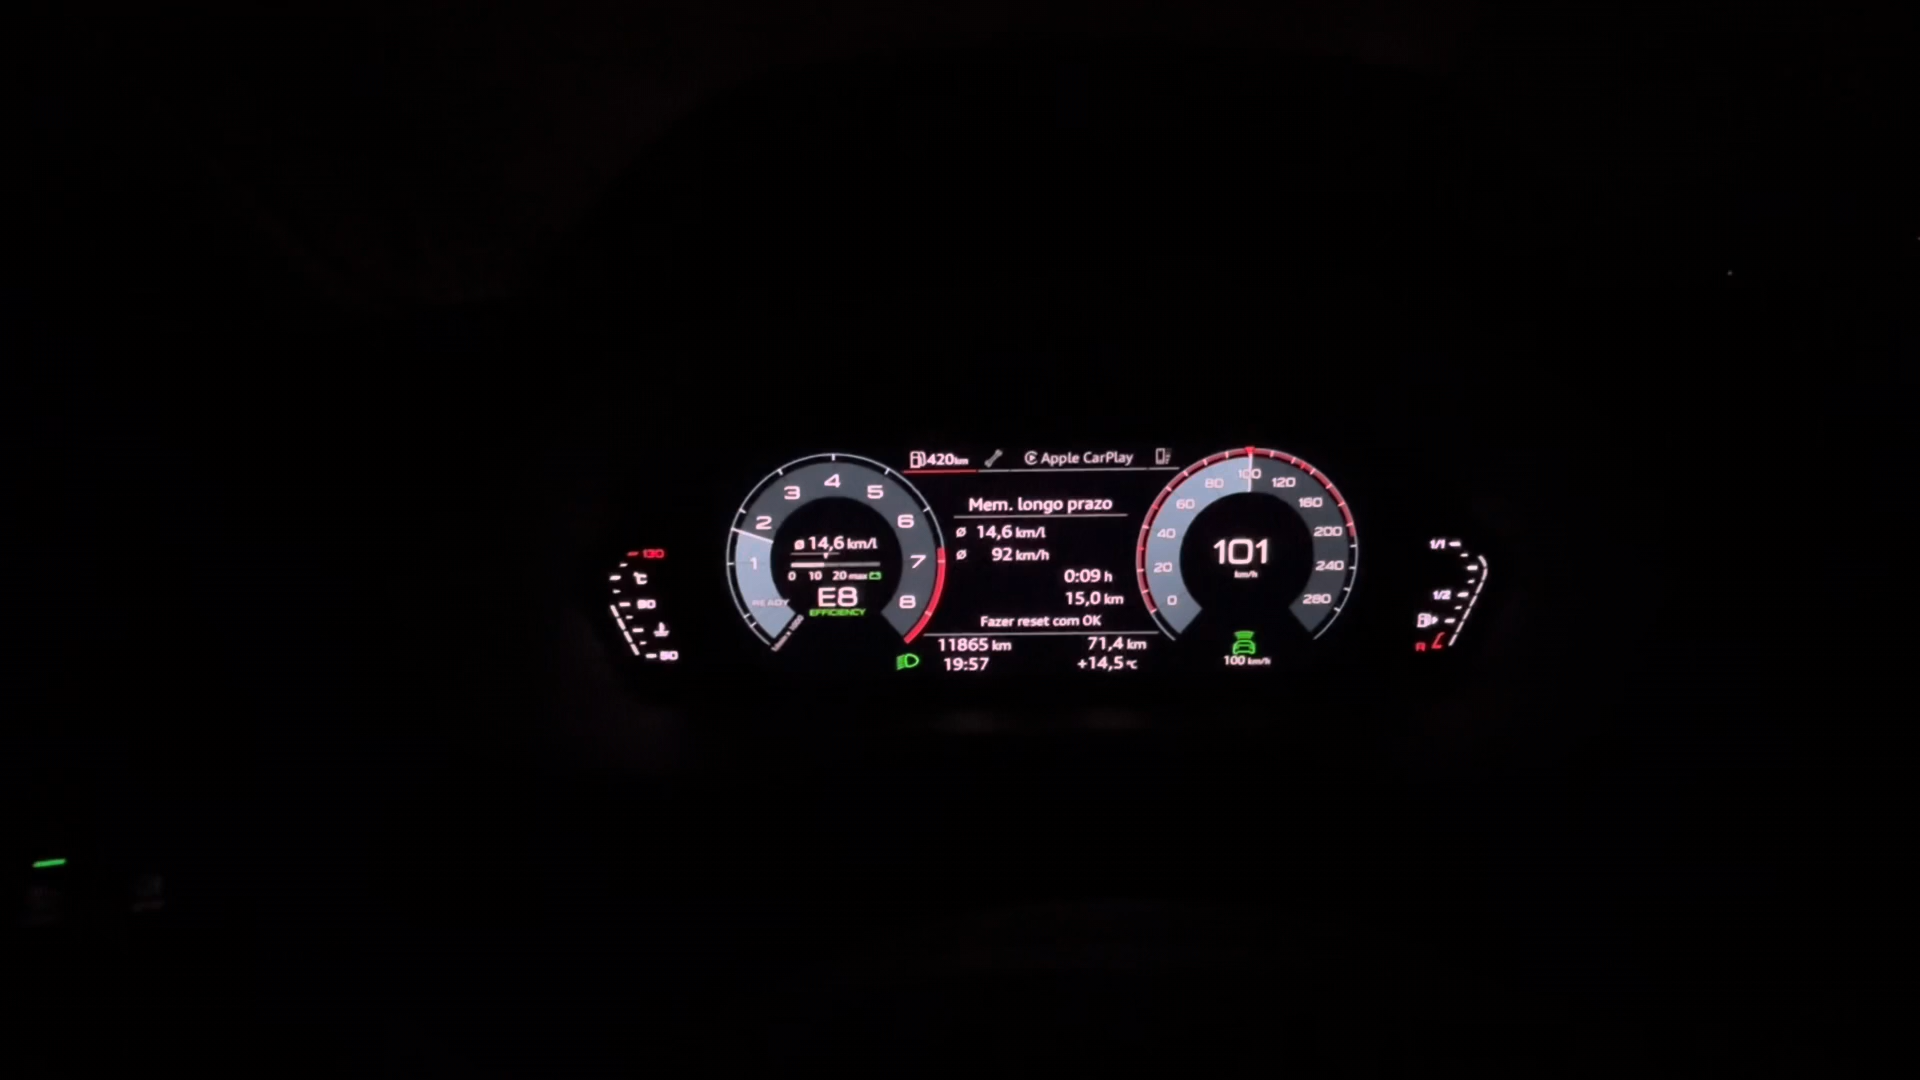 420 km
Apple CarPlay
Mem. longo prazo
ø 14,6 km/l
ø 92 km/h
0:09 h
15,0 km
Fazer reset com OK
11865 km 71,4 km
19:57 +14,5 °C
1 2 3 4 5 6 7 8
READY
ø 14,6 km/l
0 10 20 max
E8
EFFICIENCY
0 20 40 60 80 100 120 160 200 240 280
101
km/h
100 km/h
130
°C
90
50
1/1
1/2
R